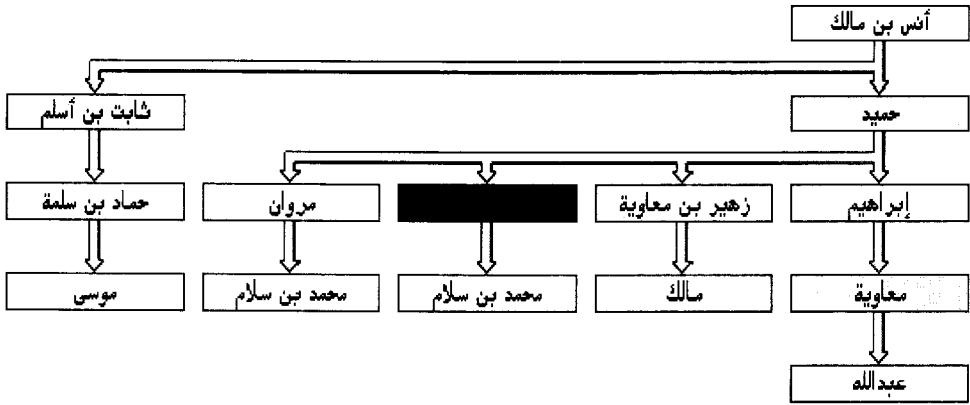 أنس بن مالك
حميد
ثابت بن أسلم
إبراهيم
زهير بن معاوية
مروان
حماد بن سلمة
معاوية
مالك
محمد بن سلام
محمد بن سلام
موسى
عبدالله